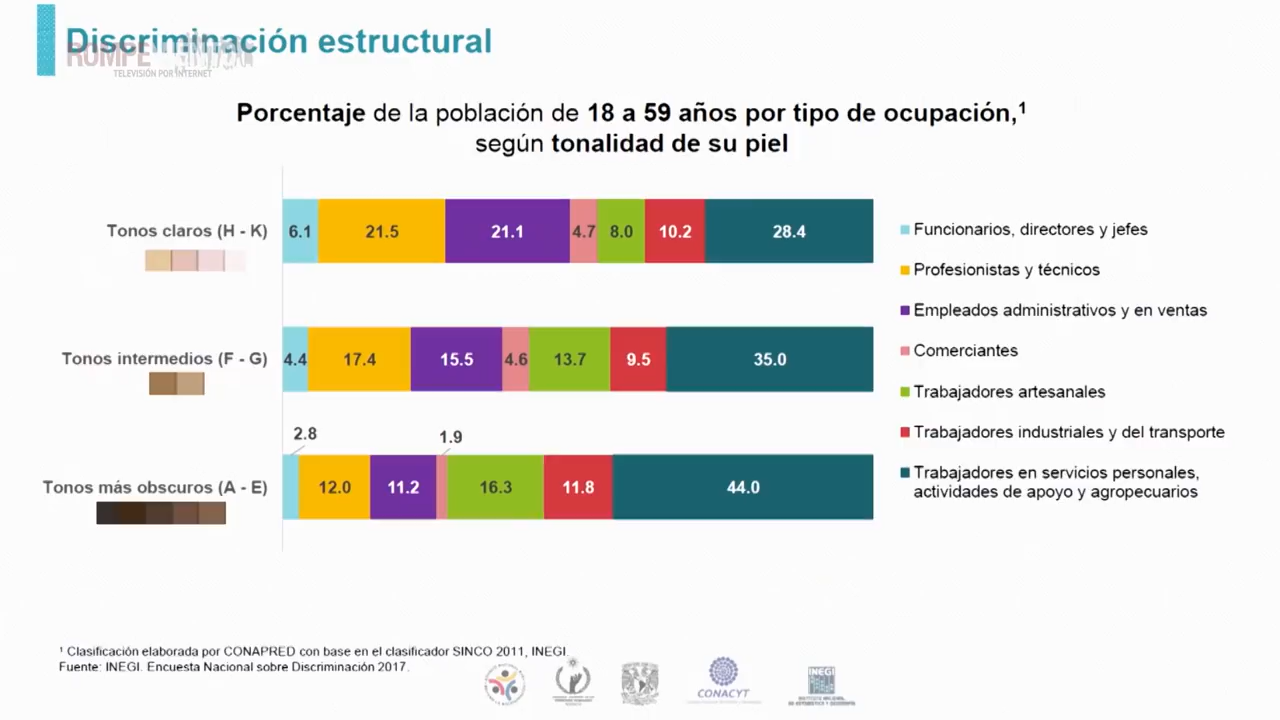 Discriminación estructural
ROMPE
TELEVISIÓN POR INTERNET
Porcentaje de la población de 18 a 59 años por tipo de ocupación,¹
según tonalidad de su piel
Tonos claros (H - K)
6.1 21.5 21.1 4.7 8.0 10.2 28.4
Tonos intermedios (F - G)
4.4 17.4 15.5 4.6 13.7 9.5 35.0
2.8 1.9
Tonos más obscuros (A - E)
12.0 11.2 16.3 11.8 44.0
Funcionarios, directores y jefes
Profesionistas y técnicos
Empleados administrativos y en ventas
Comerciantes
Trabajadores artesanales
Trabajadores industriales y del transporte
Trabajadores en servicios personales,
actividades de apoyo y agropecuarios
¹ Clasificación elaborada por CONAPRED con base en el clasificador SINCO 2011, INEGI.
Fuente: INEGI. Encuesta Nacional sobre Discriminación 2017.
CONACYT
INEGI